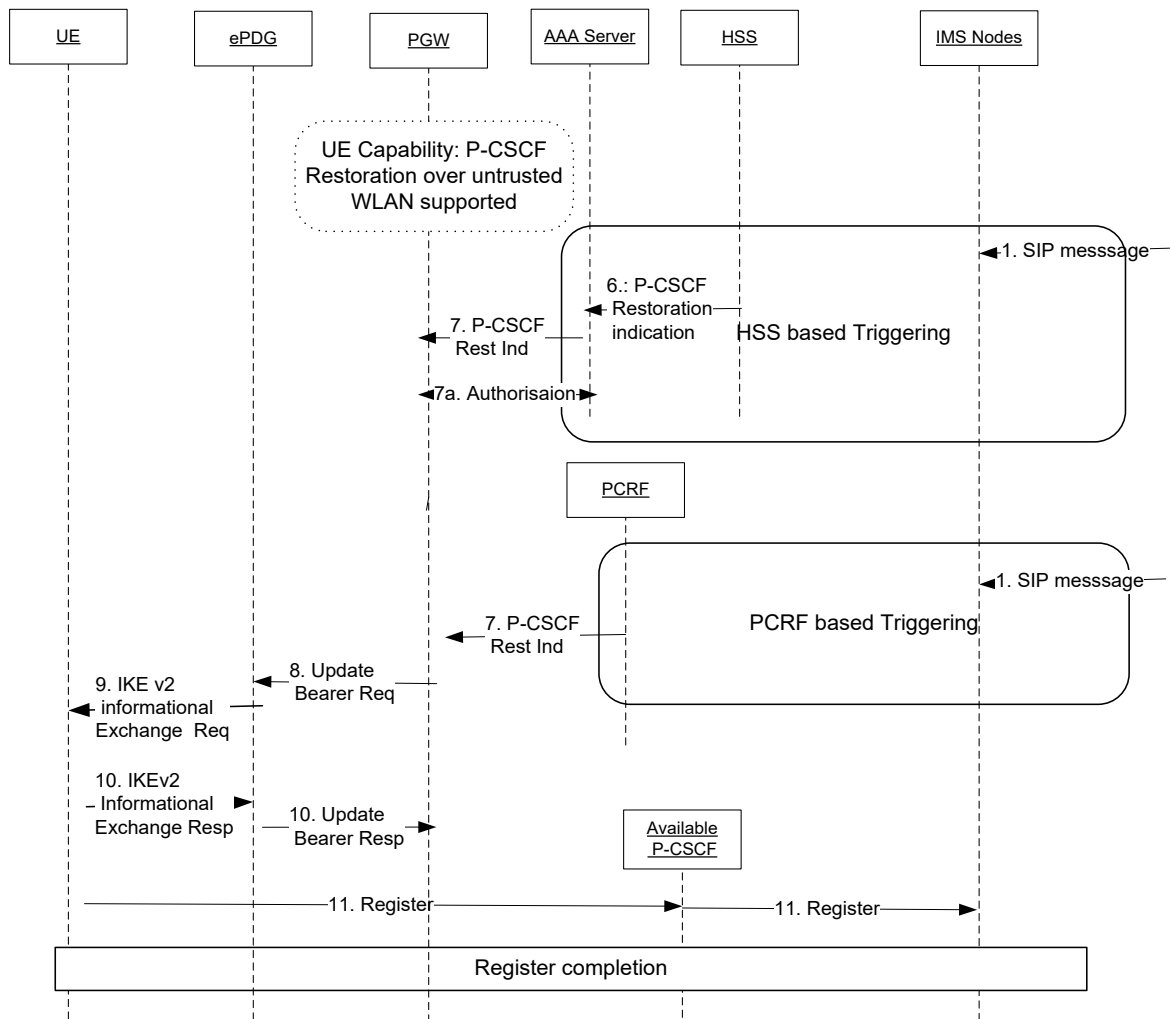 UE
ePDG
PGW
AAA Server
HSS
IMS Nodes
UE Capability: P-CSCF
Restoration over untrusted
WLAN supported
1. SIP messsage
6.: P-CSCF
Restoration
indication
HSS based Triggering
7. P-CSCF
Rest Ind
7a. Authorisaion
PCRF
1. SIP messsage
PCRF based Triggering
7. P-CSCF
Rest Ind
8. Update
Bearer Req
9. IKE v2
informational
Exchange Req
10. IKEv2
Informational
Exchange Resp
10. Update
Bearer Resp
Available
P-CSCF
11. Register
11. Register
Register completion